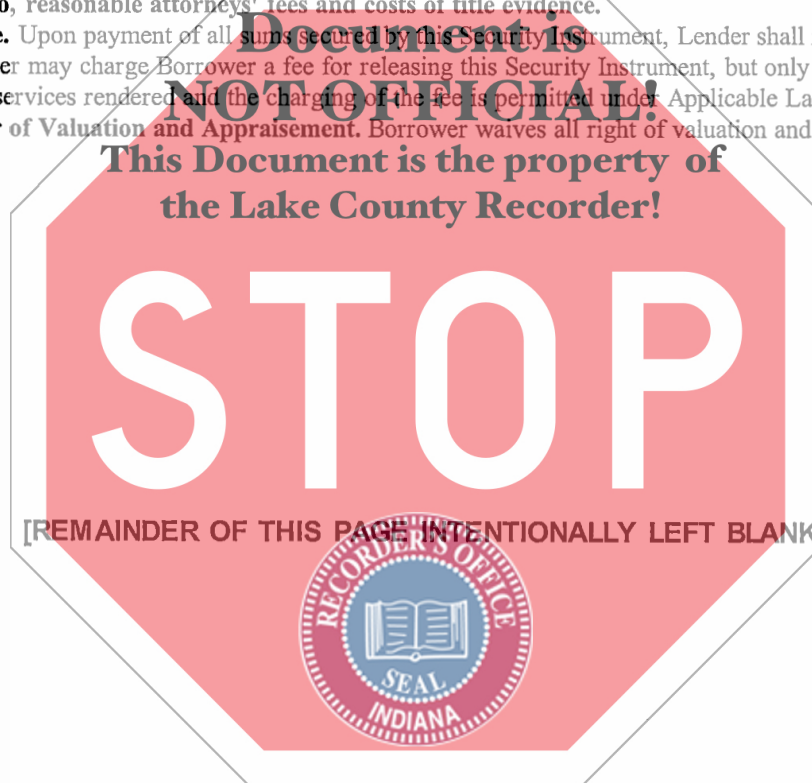 o, reasonable attorneys' fees and costs of title evidence.
Document is
e. Upon payment of all sums secured by this Security Instrument, Lender shall
er may charge Borrower a fee for releasing this Security Instrument, but only
NOT OFFICIAL!
services rendered and the charging of the fee is permitted under Applicable La
r of Valuation and Appraisement. Borrower waives all right of valuation and
This Document is the property of
the Lake County Recorder!
STOP
[REMAINDER OF THIS PAGE INTENTIONALLY LEFT BLANK
RECORDER'S OFFICE
SEAL
INDIANA